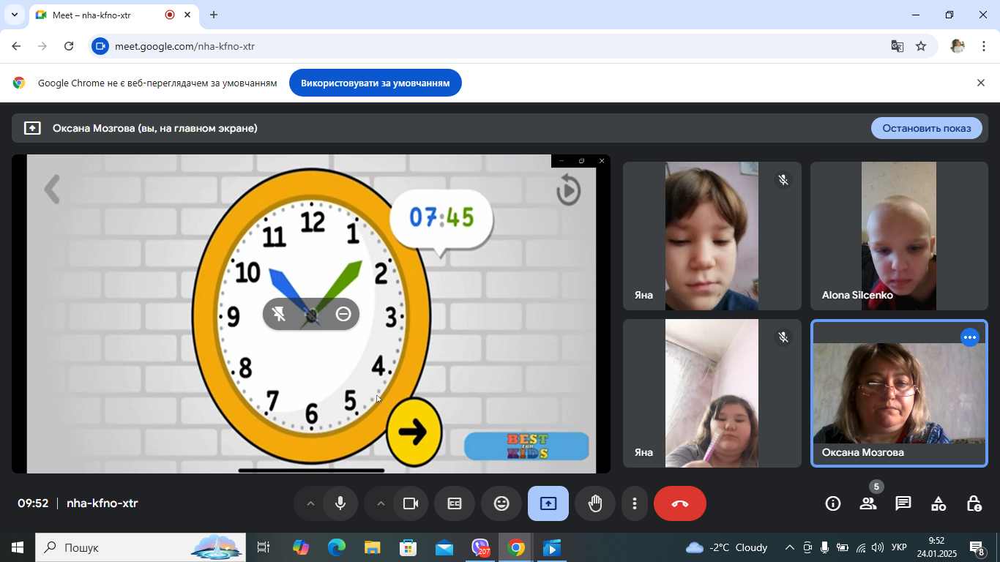 Meet – nha-kfno-xtr
meet.google.com/nha-kfno-xtr
Google Chrome не є веб-переглядачем за умовчанням
Використовувати за умовчанням
Оксана Мозгова (вы, на главном экране)
Остановить показ
07:45
12
1
2
3
4
5
6
7
8
9
10
11
BEST
FOR
KIDS
Яна
Alona Silcenko
Яна
Оксана Мозгова
09:52
nha-kfno-xtr
CC
5
Пошук
207
-2°C Cloudy
УКР
9:52
24.01.2025
8